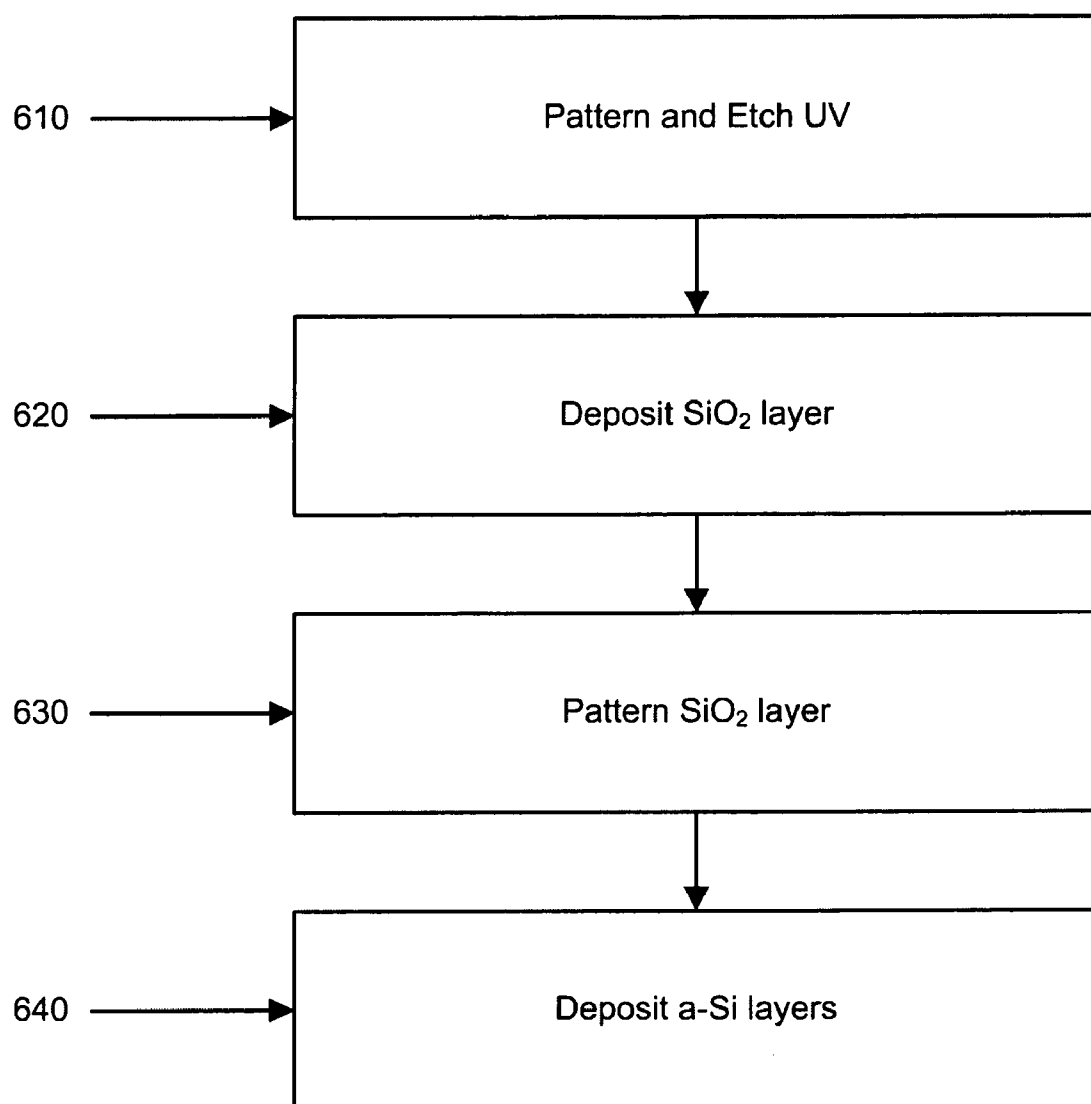 610
Pattern and Etch UV
620
Deposit SiO₂ layer
630
Pattern SiO₂ layer
640
Deposit a-Si layers